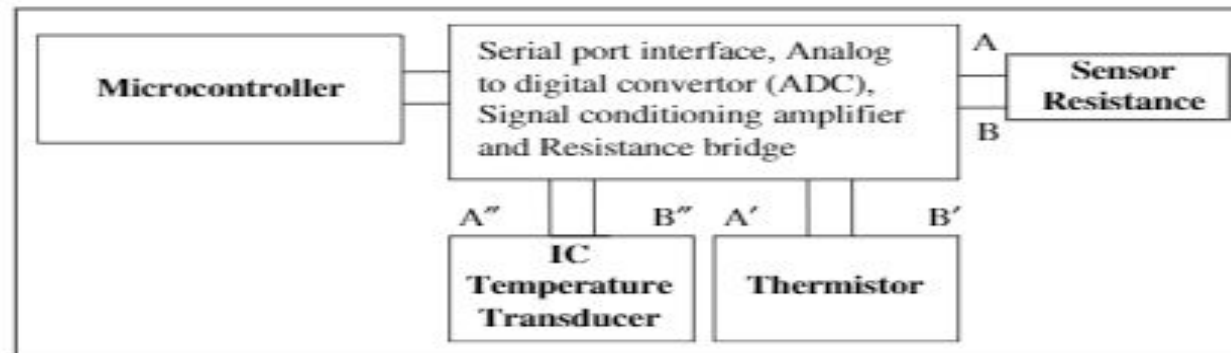 Microcontroller
Serial port interface, Analog
to digital convertor (ADC),
Signal conditioning amplifier
and Resistance bridge
A
B
Sensor
Resistance
A″
B″
A′
B′
IC
Temperature
Transducer
Thermistor